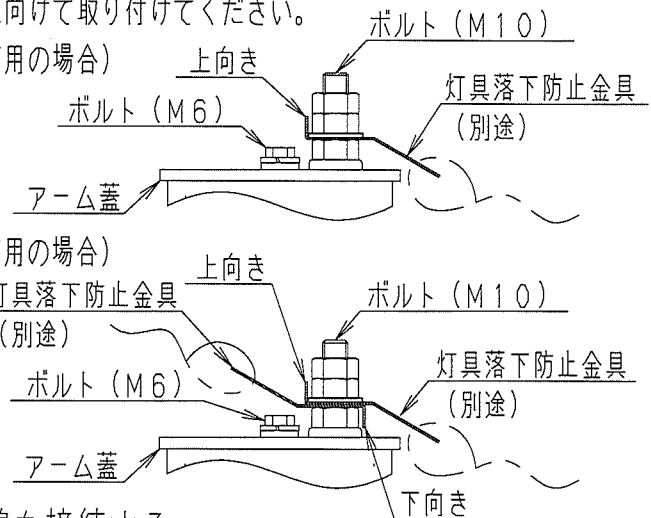 向けて取り付けてください。
用の場合)
ボルト（M10）
上向き
灯具落下防止金具
（別途）
ボルト（M6）
アーム蓋
用の場合)
上向き
灯具落下防止金具
（別途）
ボルト（M10）
灯具落下防止金具
（別途）
ボルト（M6）
アーム蓋
下向き